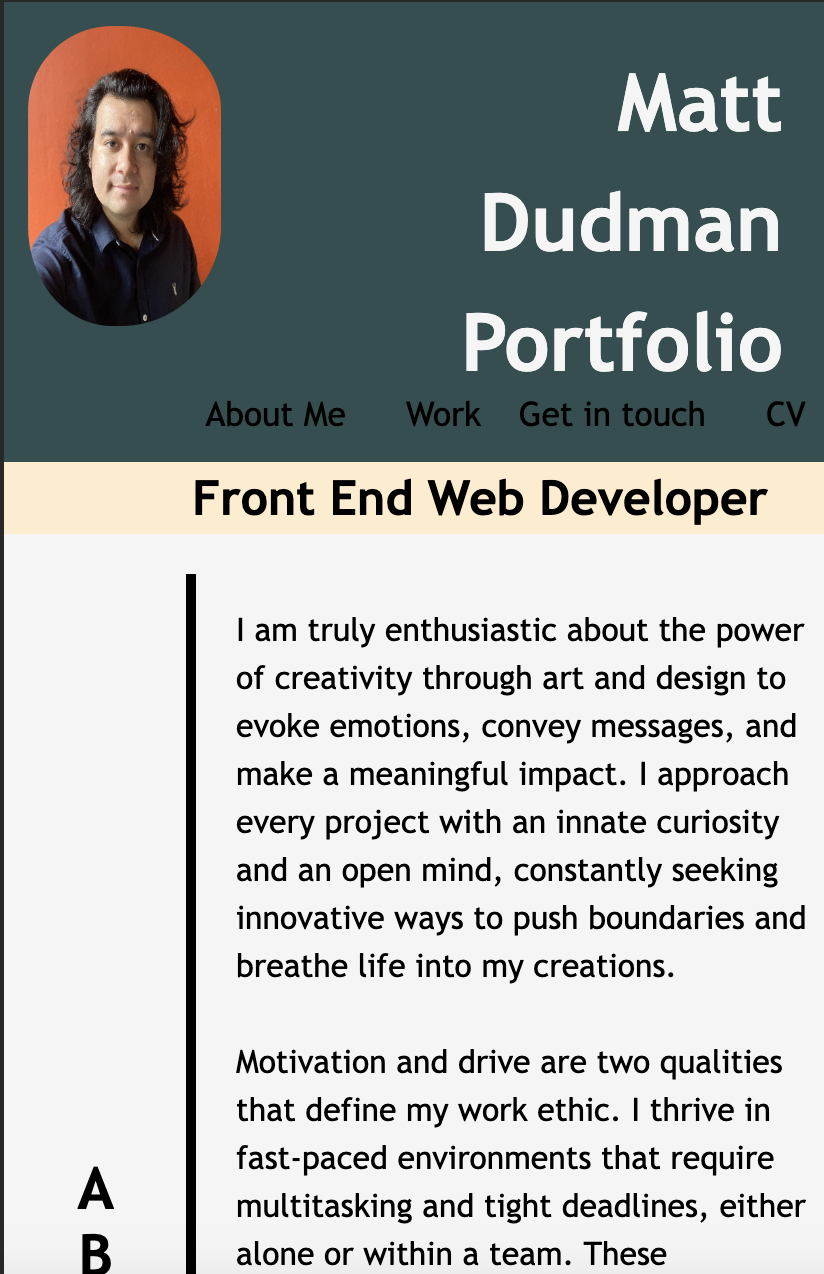 Matt
Dudman
Portfolio
About Me Work Get in touch CV
Front End Web Developer
I am truly enthusiastic about the power
of creativity through art and design to
evoke emotions, convey messages, and
make a meaningful impact. I approach
every project with an innate curiosity
and an open mind, constantly seeking
innovative ways to push boundaries and
breathe life into my creations.
Motivation and drive are two qualities
that define my work ethic. I thrive in
fast-paced environments that require
multitasking and tight deadlines, either
alone or within a team. These
A
B